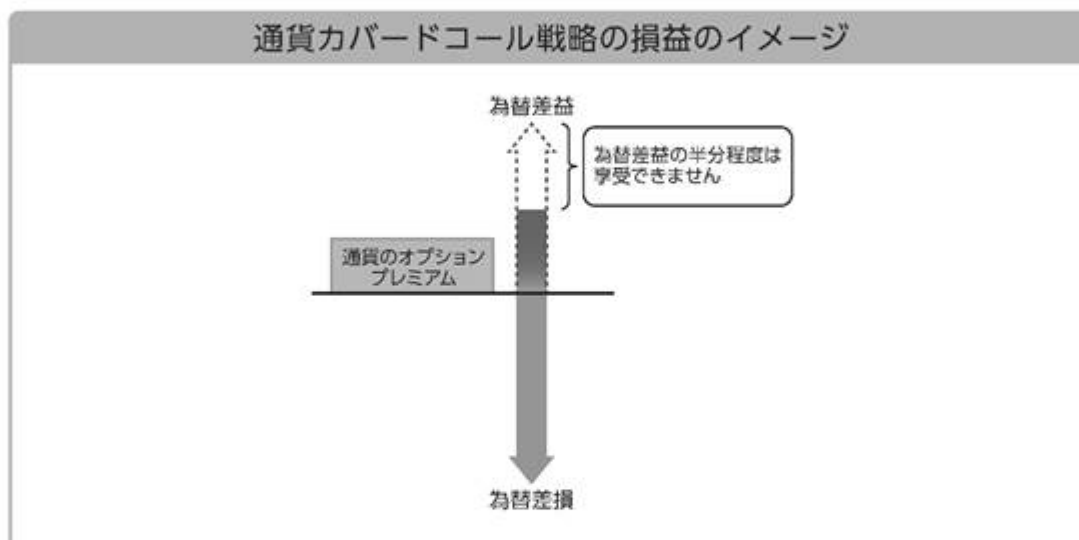 通貨カバードコール戦略の損益のイメージ
為替差益
為替差益の半分程度は
享受できません
通貨のオプション
プレミアム
為替差損